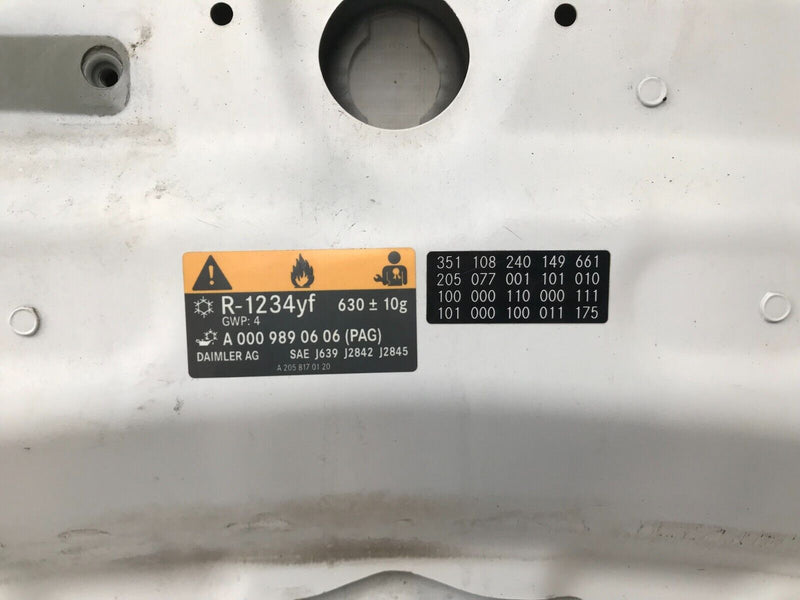 R-1234yf 630 ± 10g
GWP: 4
A 000 989 06 06 (PAG)
DAIMLER AG SAE J639 J2842 J2845
A 205 817 01 20
351 108 240 149 661
205 077 001 101 010
100 000 110 000 111
101 000 100 011 175